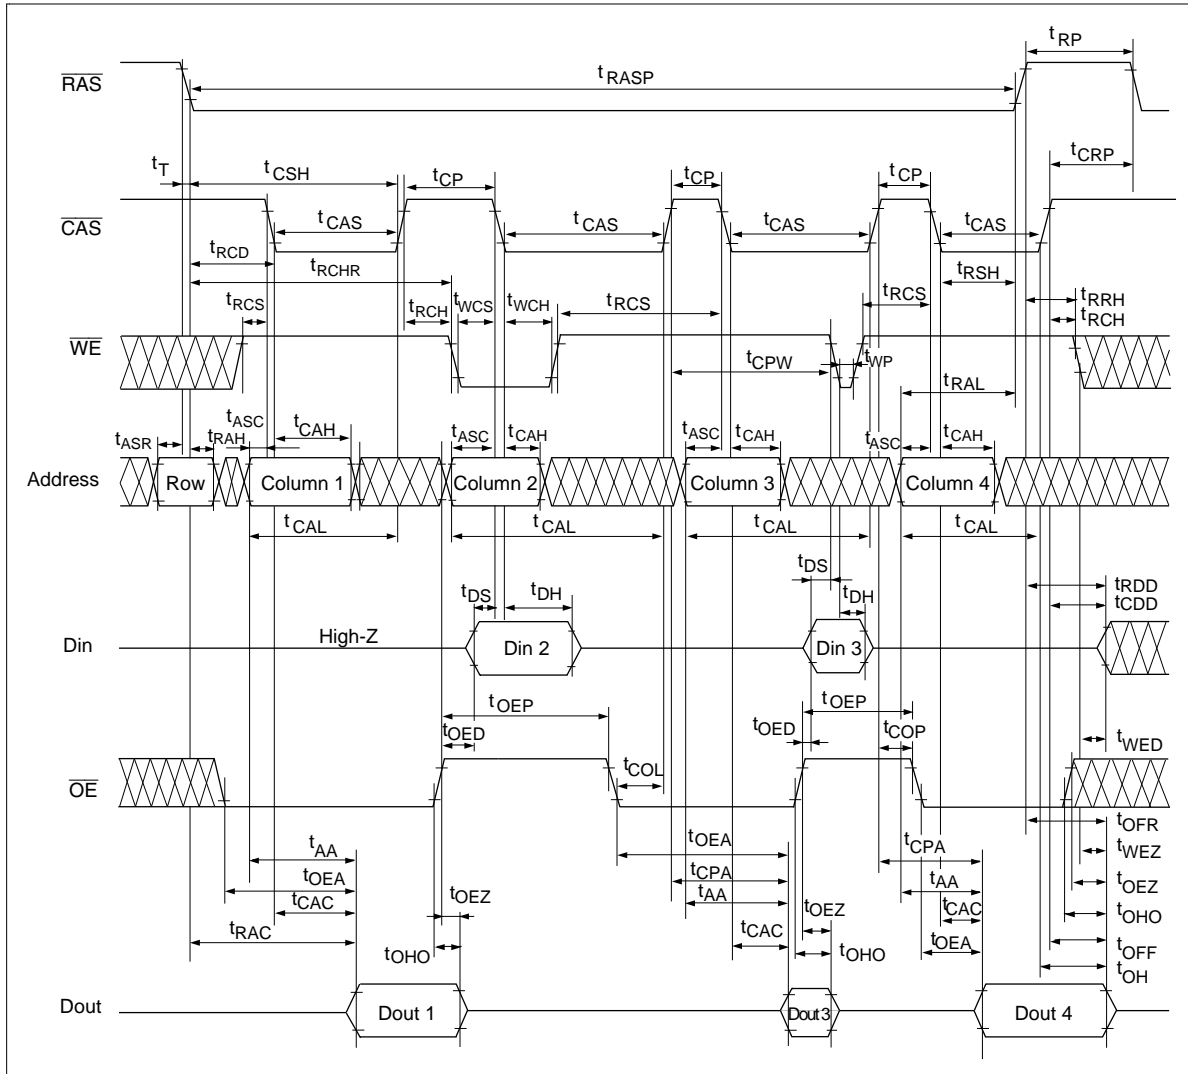 tRP
RAS
tRASP
tT
tCSH
tCP
tCP
tCP
tCRP
CAS
tCAS
tCAS
tCAS
tCAS
tRCD
tRCHR
tRSH
tRCS
tRCH
tWCS
tWCH
tRCS
tRCS
tRRH
tRCH
WE
tCPW
tWP
tRAL
tASR
tRAH
tASC
tCAH
tASC
tCAH
tASC
tCAH
tASC
tCAH
Address
Row
Column 1
Column 2
Column 3
Column 4
tCAL
tCAL
tCAL
tCAL
tDS
tDH
tDS
tDH
tRDD
tCDD
Din
High-Z
Din 2
Din 3
tOEP
tOEP
tOED
tOED
tCOP
tWED
OE
tCOL
tOFR
tAA
tOEA
tCPA
tWEZ
tOEA
tOEZ
tCPA
tAA
tOEZ
tCAC
tAA
tOEZ
tCAC
tOHO
tRAC
tOHO
tCAC
tOHO
tOEA
tOFF
tOH
Dout
Dout 1
Dout 3
Dout 4